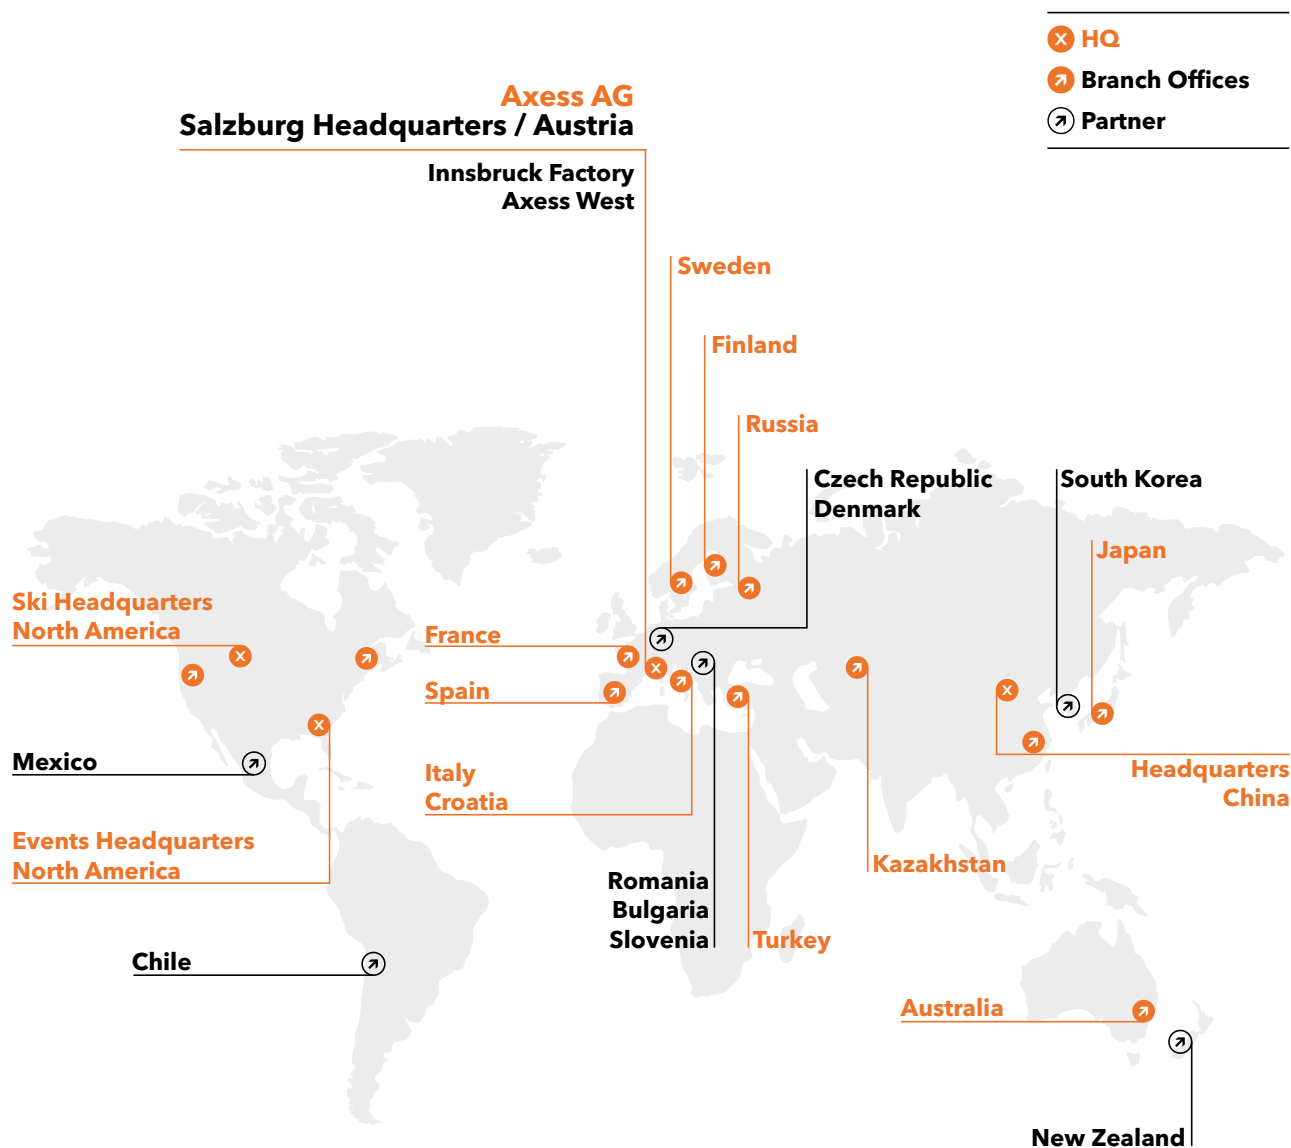 HQ
Branch Offices
Partner
Axess AG
Salzburg Headquarters / Austria
Innsbruck Factory
Axess West
Sweden
Finland
Russia
Czech Republic
Denmark
South Korea
Japan
Ski Headquarters
North America
France
Spain
Mexico
Italy
Croatia
Headquarters
China
Events Headquarters
North America
Kazakhstan
Romania
Bulgaria
Slovenia
Turkey
Chile
Australia
New Zealand